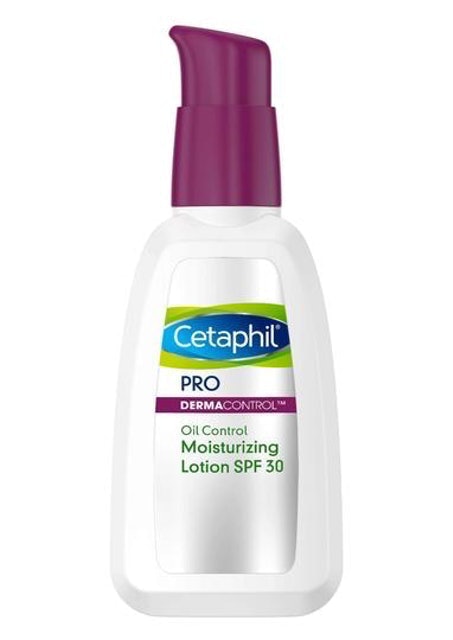 Cetaphil®
PRO
DERMACONTROL™
Oil Control
Moisturizing
Lotion SPF 30